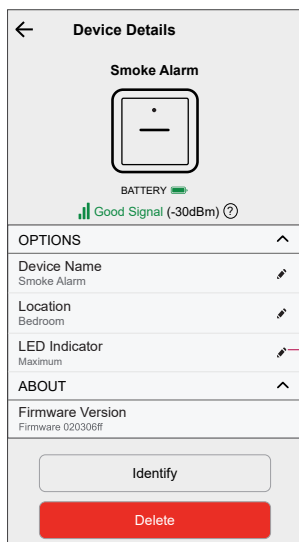 Device Details
Smoke Alarm
BATTERY
Good Signal (-30dBm) ?
OPTIONS
Device Name
Smoke Alarm
Location
Bedroom
LED Indicator
Maximum
ABOUT
Firmware Version
Firmware 020306ff
Identify
Delete